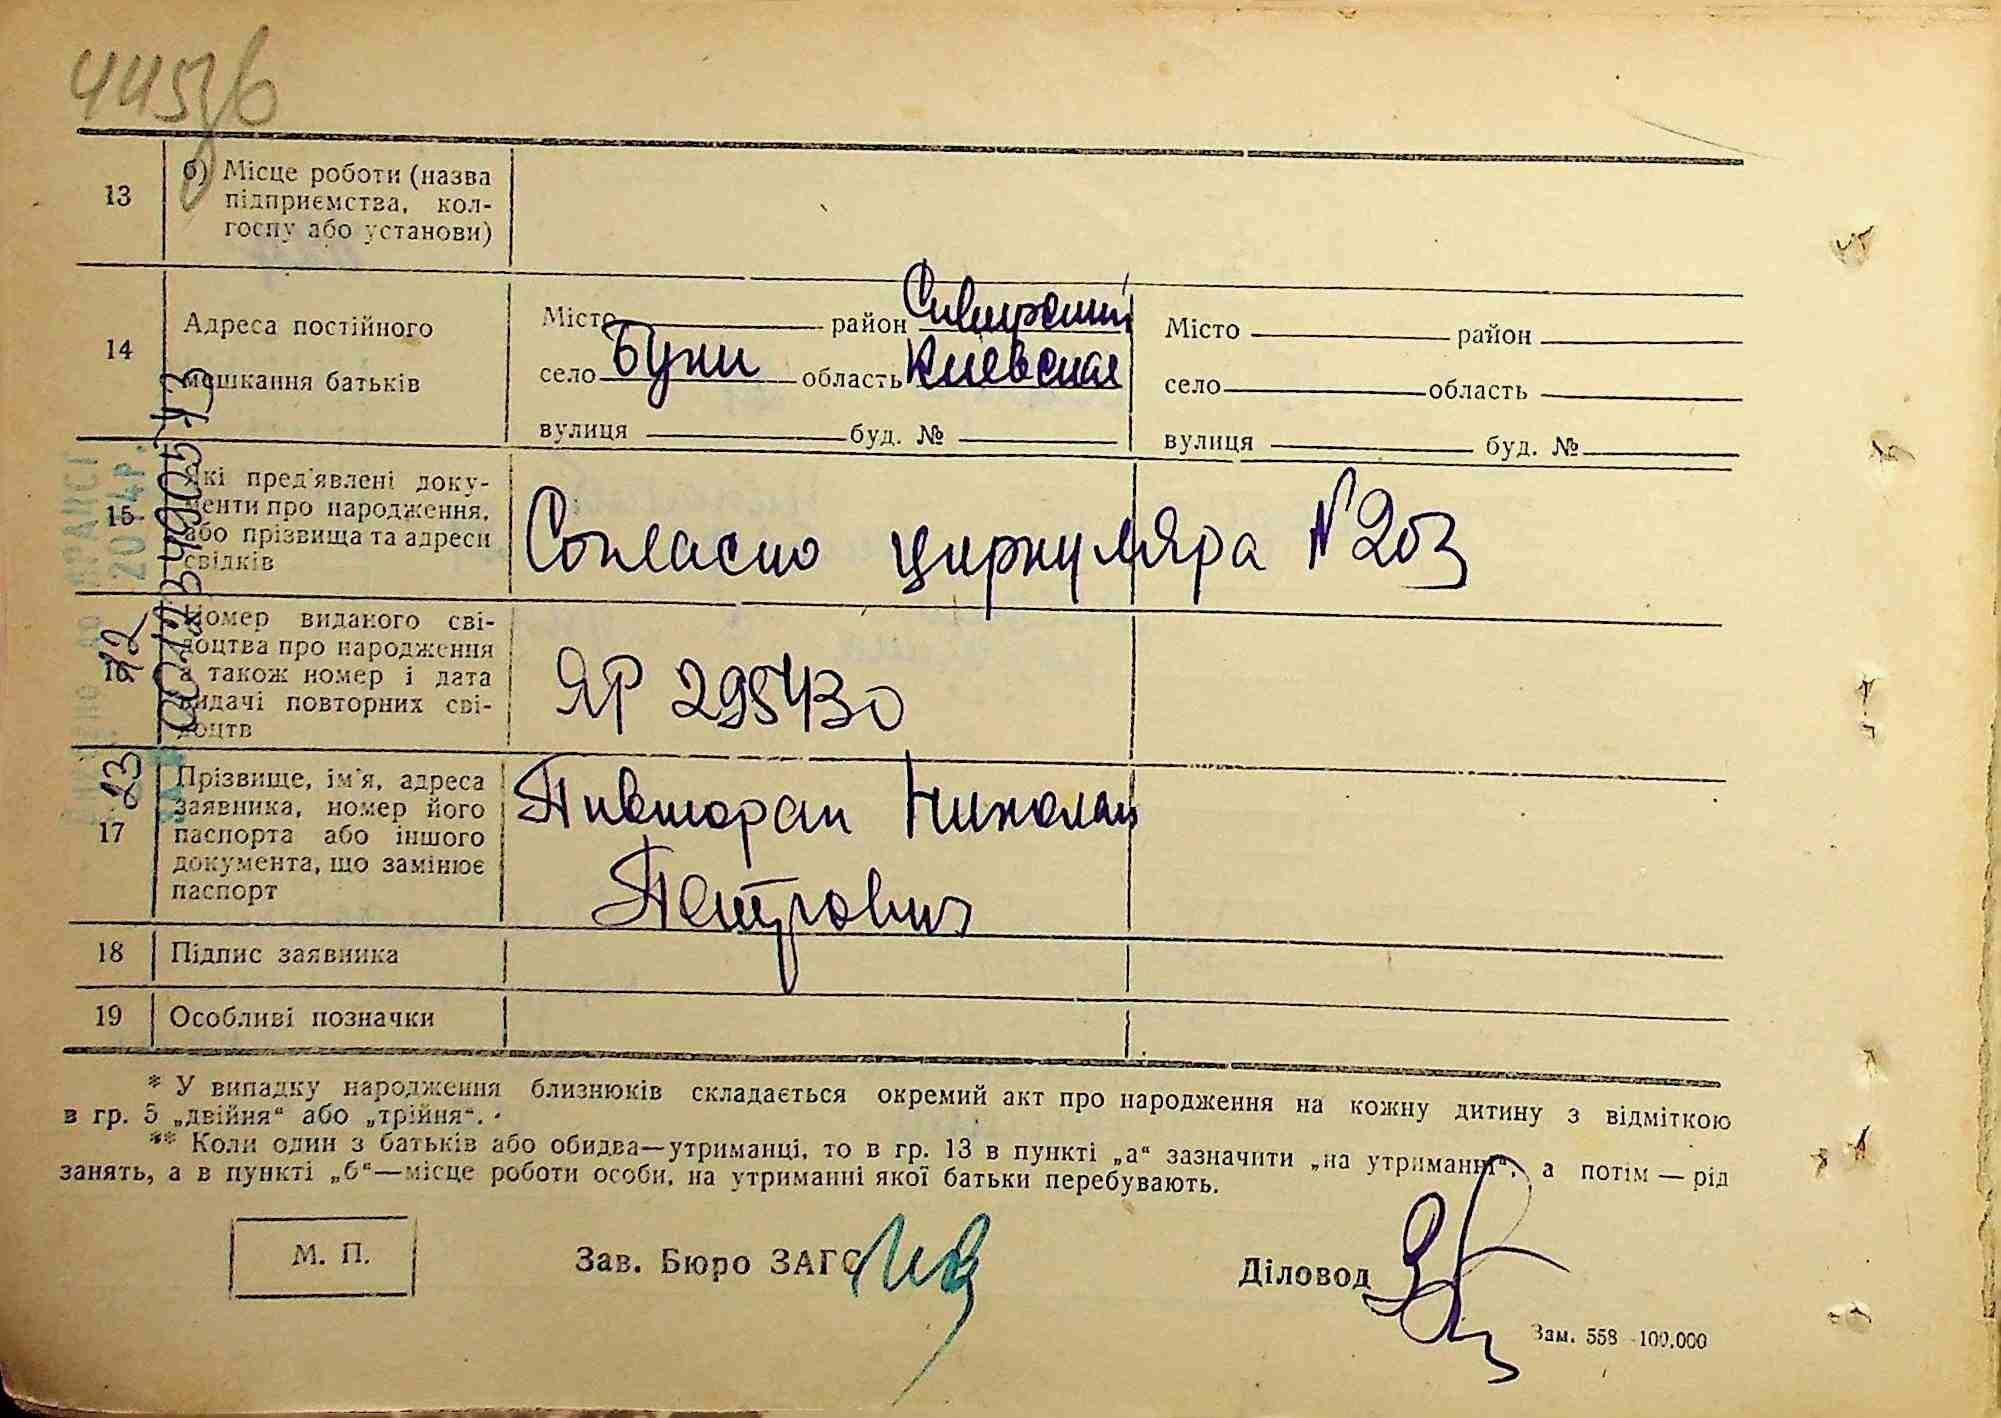 445/б
13
б) Місце роботи (назва
підприємства, кол-
госпу або установи)
14
Адреса постійного
мешкання батьків
Місто район
село Буки область Киевская
вулиця буд. №
Місто район
село область
вулиця буд. №
15
Які пред'явлені доку-
менти про народження,
або прізвища та адреси
свідків
Согласно циркуляра N 203
16
Номер виданого сві-
доцтва про народження
а також номер і дата
видачі повторних сві-
доцтв
ЯР 295430
17
Прізвище, ім'я, адреса
заявника, номер його
паспорта або іншого
документа, що замінює
паспорт
Пивторак Николай
Петрович
18
Підпис заявника
19
Особливі позначки
* У випадку народження близнюків складається окремий акт про народження на кожну дитину з відміткою
в гр. 5 „двійня“ або „трійня“.
** Коли один з батьків або обидва—утриманці, то в гр. 13 в пункті „а“ зазначити „на утриманні“, а потім — рід
занять, а в пункті „б“—місце роботи особи, на утриманні якої батьки перебувають.
М. П.
Зав. Бюро ЗАГС
Діловод
Зам. 558 -100.000